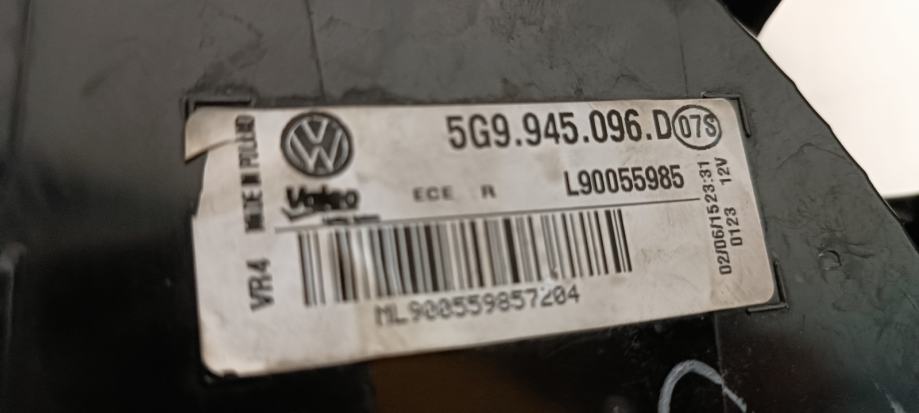 5G9.945.096.D 07S
MADE IN POLAND
Valeo
ECE R L90055985
VR4
ML900559857204
02/06/15 23:31
0123 12V